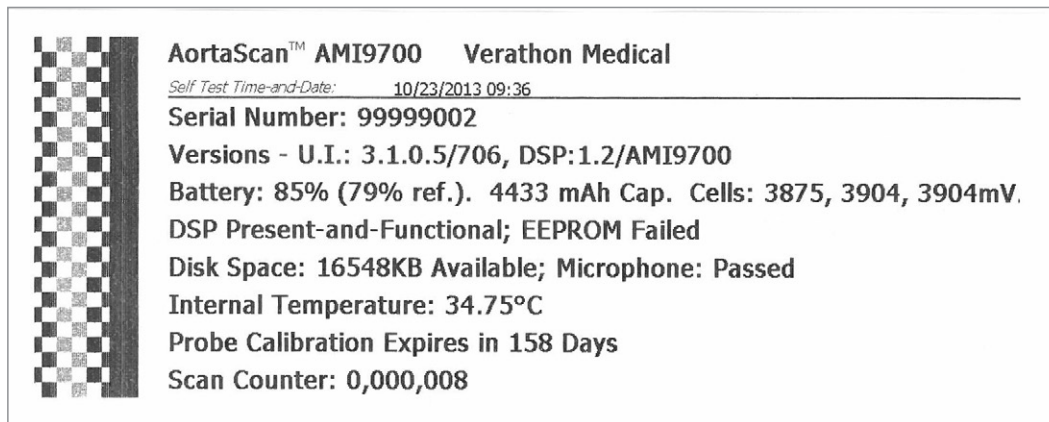 AortaScan™ AMI9700 Verathon Medical
Self Test Time-and-Date: 10/23/2013 09:36
Serial Number: 99999002
Versions - U.I.: 3.1.0.5/706, DSP:1.2/AMI9700
Battery: 85% (79% ref.). 4433 mAh Cap. Cells: 3875, 3904, 3904mV.
DSP Present-and-Functional; EEPROM Failed
Disk Space: 16548KB Available; Microphone: Passed
Internal Temperature: 34.75°C
Probe Calibration Expires in 158 Days
Scan Counter: 0,000,008